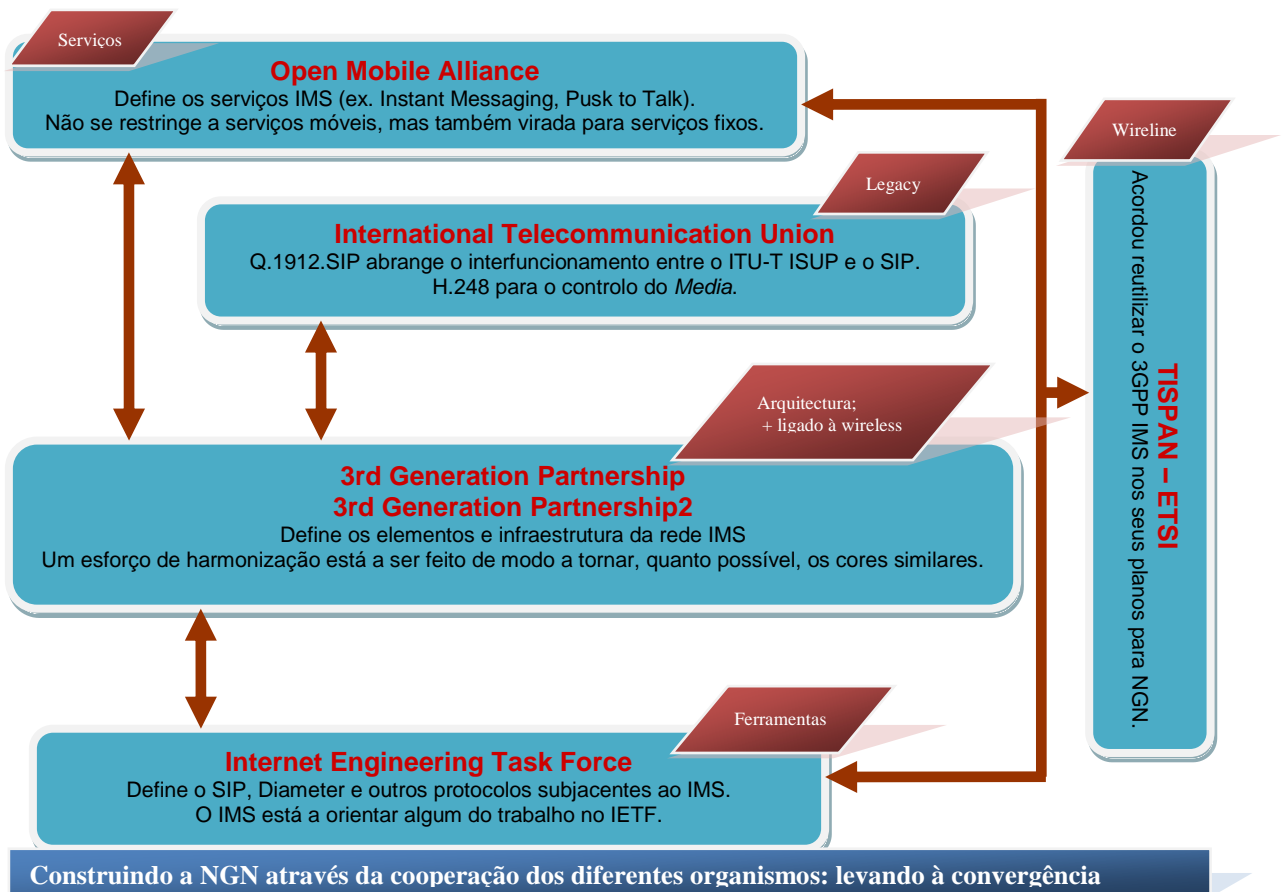 Serviços
Open Mobile Alliance
Define os serviços IMS (ex. Instant Messaging, Pusk to Talk).
Não se restringe a serviços móveis, mas também virada para serviços fixos.
Wireline
Acordou reutilizar o 3GPP IMS nos seus planos para NGN.
TISPAN – ETSI
Legacy
International Telecommunication Union
Q.1912.SIP abrange o interfuncionamento entre o ITU-T ISUP e o SIP.
H.248 para o controlo do Media.
Arquitectura;
+ ligado à wireless
3rd Generation Partnership
3rd Generation Partnership2
Define os elementos e infraestrutura da rede IMS
Um esforço de harmonização está a ser feito de modo a tornar, quanto possível, os cores similares.
Ferramentas
Internet Engineering Task Force
Define o SIP, Diameter e outros protocolos subjacentes ao IMS.
O IMS está a orientar algum do trabalho no IETF.
Construindo a NGN através da cooperação dos diferentes organismos: levando à convergência